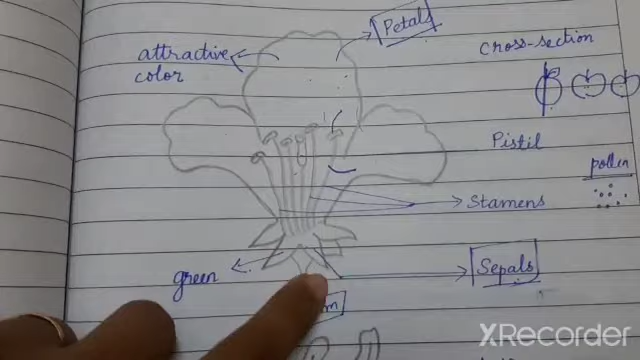 Petals
attractive
color
cross-section
Pistil
pollen
Stamens
Sepals
green
XRecorder